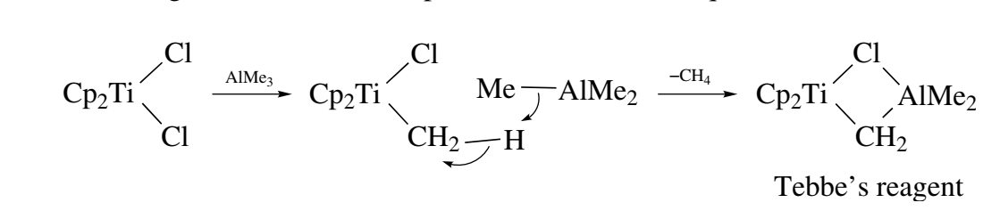 Cl Cl Cl
AlMe₃ –CH₄
Cp₂Ti Cp₂Ti Me AlMe₂ Cp₂Ti AlMe₂
Cl CH₂ H CH₂
Tebbe's reagent